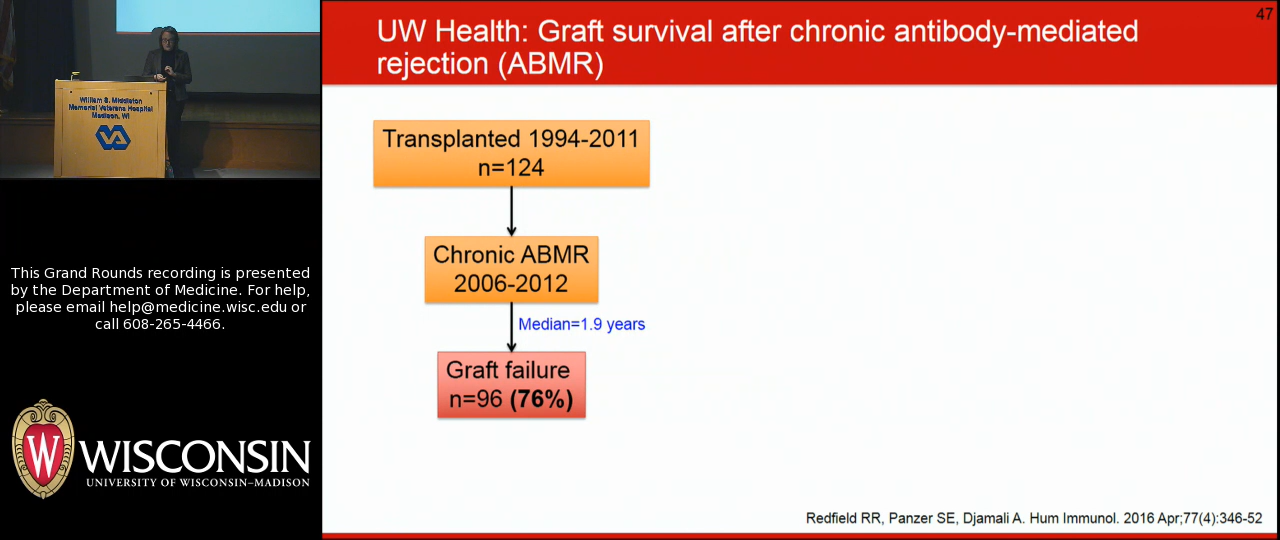 47
UW Health: Graft survival after chronic antibody-mediated
rejection (ABMR)
William S. Middleton
Memorial Veterans Hospital
Madison, WI
VA
Transplanted 1994-2011
n=124
Chronic ABMR
2006-2012
Median=1.9 years
Graft failure
n=96 (76%)
This Grand Rounds recording is presented
by the Department of Medicine. For help,
please email help@medicine.wisc.edu or
call 608-265-4466.
W
WISCONSIN
UNIVERSITY OF WISCONSIN–MADISON
Redfield RR, Panzer SE, Djamali A. Hum Immunol. 2016 Apr;77(4):346-52